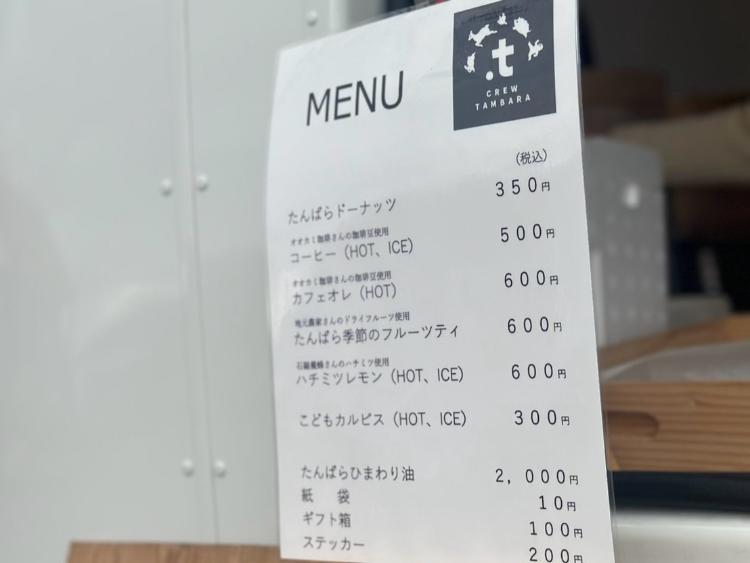 MENU
.t
CREW
TAMBARA
(税込)
たんばらドーナッツ 350円
オオカミ珈琲さんの珈琲豆使用
コーヒー（HOT、ICE） 500円
オオカミ珈琲さんの珈琲豆使用
カフェオレ（HOT） 600円
地元農家さんのドライフルーツ使用
たんばら季節のフルーツティ 600円
養蜂さんのハチミツ使用
ハチミツレモン（HOT、ICE） 600円
こどもカルピス（HOT、ICE） 300円
たんばらひまわり油 2,000円
紙　袋 10円
ギフト箱 100円
ステッカー 200円